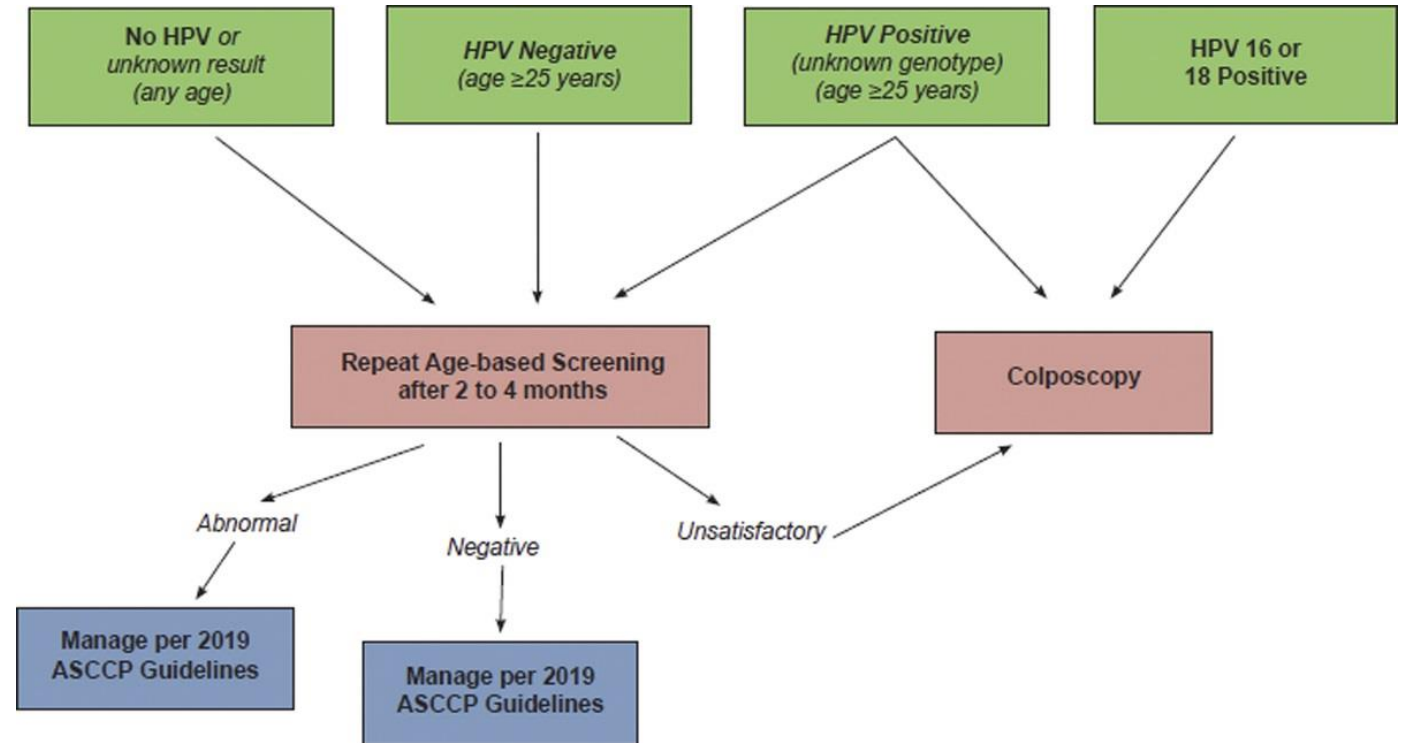 No HPV or
unknown result
(any age)
HPV Negative
(age ≥25 years)
HPV Positive
(unknown genotype)
(age ≥25 years)
HPV 16 or
18 Positive
Repeat Age-based Screening
after 2 to 4 months
Colposcopy
Abnormal
Negative
Unsatisfactory
Manage per 2019
ASCCP Guidelines
Manage per 2019
ASCCP Guidelines